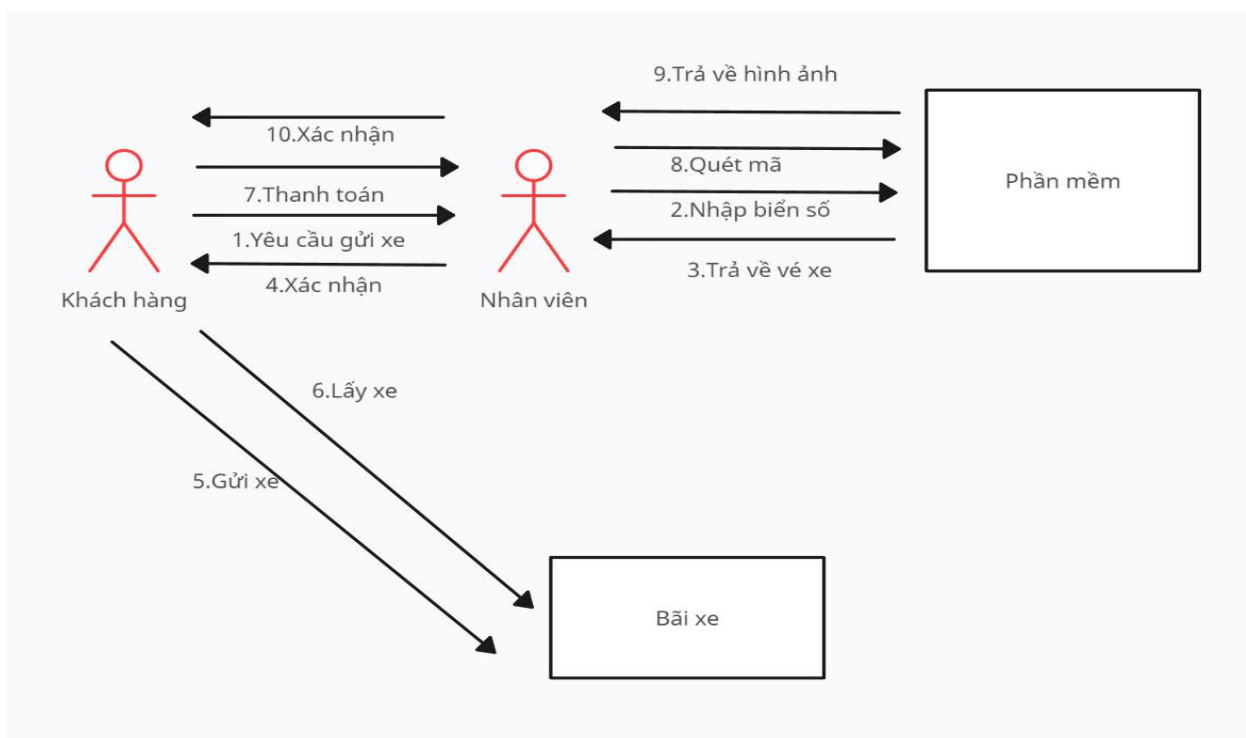 9.Trả về hình ảnh
10.Xác nhận
8.Quét mã
Phần mềm
7.Thanh toán
2.Nhập biển số
1.Yêu cầu gửi xe
3.Trả về vé xe
4.Xác nhận
Khách hàng
Nhân viên
6.Lấy xe
5.Gửi xe
Bãi xe